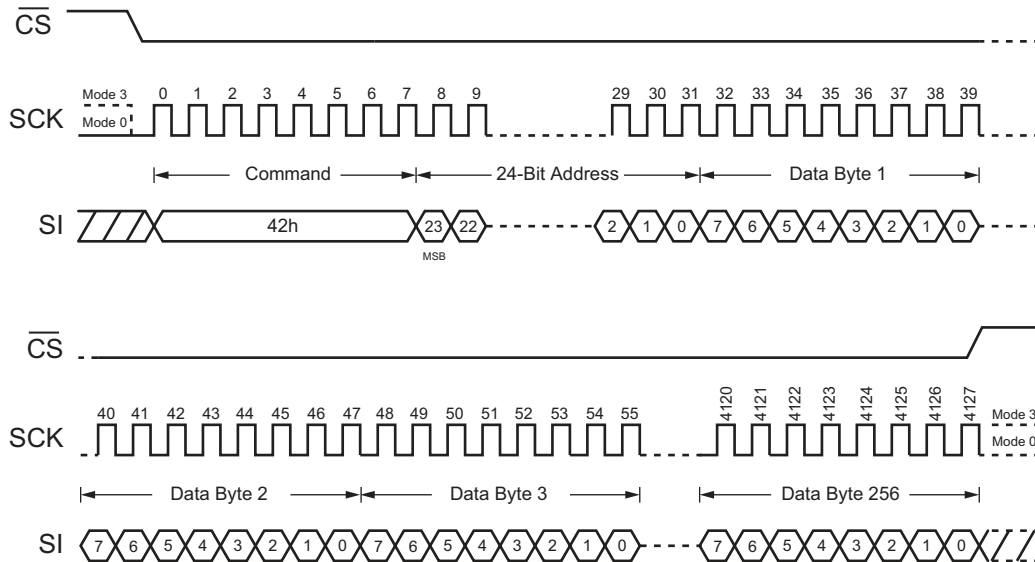 CS
Mode 3 0 1 2 3 4 5 6 7 8 9 29 30 31 32 33 34 35 36 37 38 39
SCK Mode 0
Command 24-Bit Address Data Byte 1
SI 42h 23 22 2 1 0 7 6 5 4 3 2 1 0
MSB
CS
40 41 42 43 44 45 46 47 48 49 50 51 52 53 54 55 4120 4121 4122 4123 4124 4125 4126 4127 Mode 3
SCK Mode 0
Data Byte 2 Data Byte 3 Data Byte 256
SI 7 6 5 4 3 2 1 0 7 6 5 4 3 2 1 0 7 6 5 4 3 2 1 0